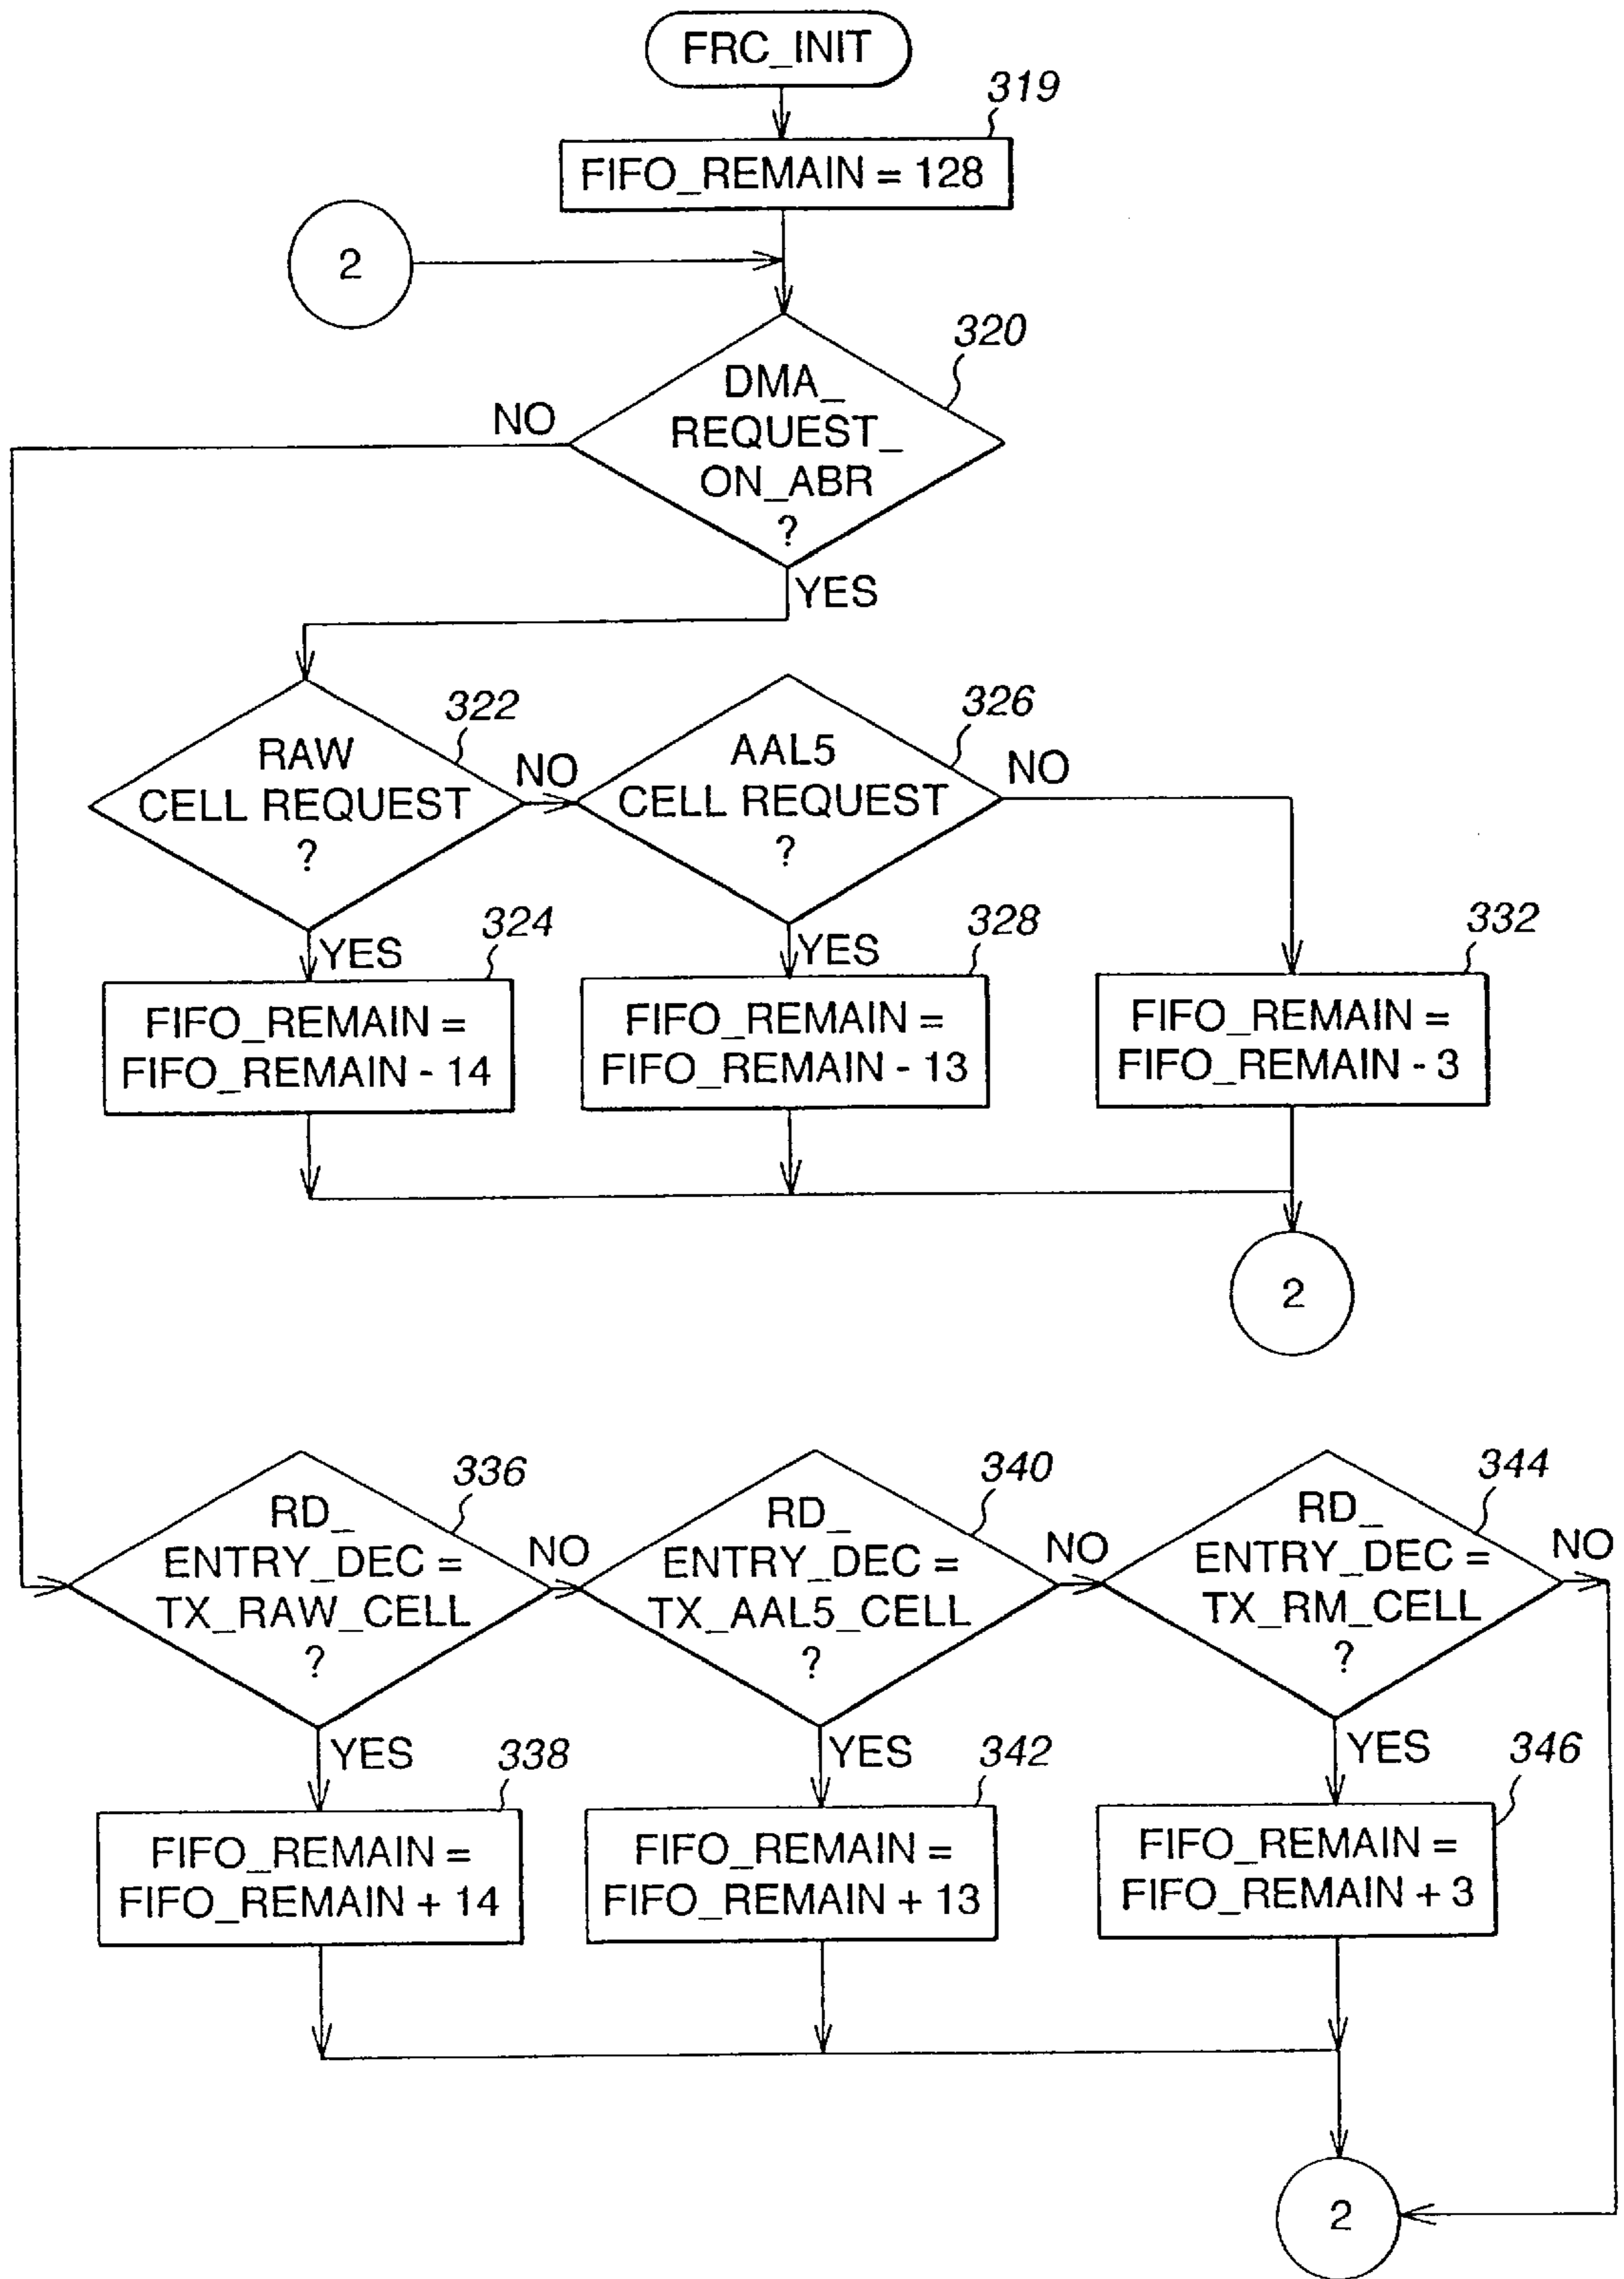 FRC_INIT
319
FIFO_REMAIN = 128
2
320
DMA_
REQUEST_
ON_ABR
?
NO
YES
322
RAW
CELL REQUEST
?
NO
326
AAL5
CELL REQUEST
?
NO
YES
324
FIFO_REMAIN =
FIFO_REMAIN - 14
YES
328
FIFO_REMAIN =
FIFO_REMAIN - 13
332
FIFO_REMAIN =
FIFO_REMAIN - 3
2
336
RD_
ENTRY_DEC =
TX_RAW_CELL
?
NO
340
RD_
ENTRY_DEC =
TX_AAL5_CELL
?
NO
344
RD_
ENTRY_DEC =
TX_RM_CELL
?
NO
YES
338
FIFO_REMAIN =
FIFO_REMAIN + 14
YES
342
FIFO_REMAIN =
FIFO_REMAIN + 13
YES
346
FIFO_REMAIN =
FIFO_REMAIN + 3
2